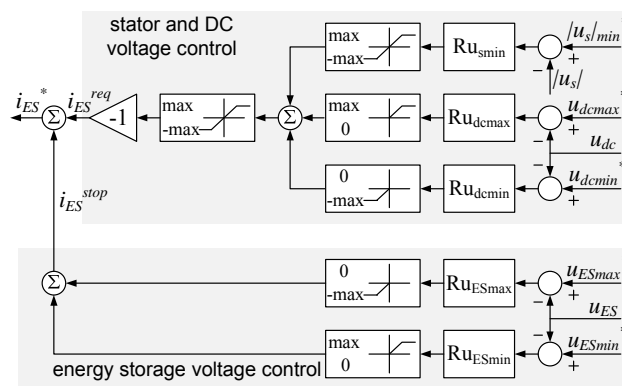 stator and DC
voltage control
max
-max
Ru_smin
|u_s|_min*
+
−
|u_s|
i_ES*
i_ES^req
-1
max
-max
Σ
Σ
max
0
Ru_dcmax
u_dcmax*
+
−
u_dc
−
0
-max
Ru_dcmin
u_dcmin*
+
i_ES^stop
Σ
0
-max
Ru_ESmax
u_ESmax
+
−
u_ES
−
max
0
Ru_ESmin
u_ESmin*
+
energy storage voltage control